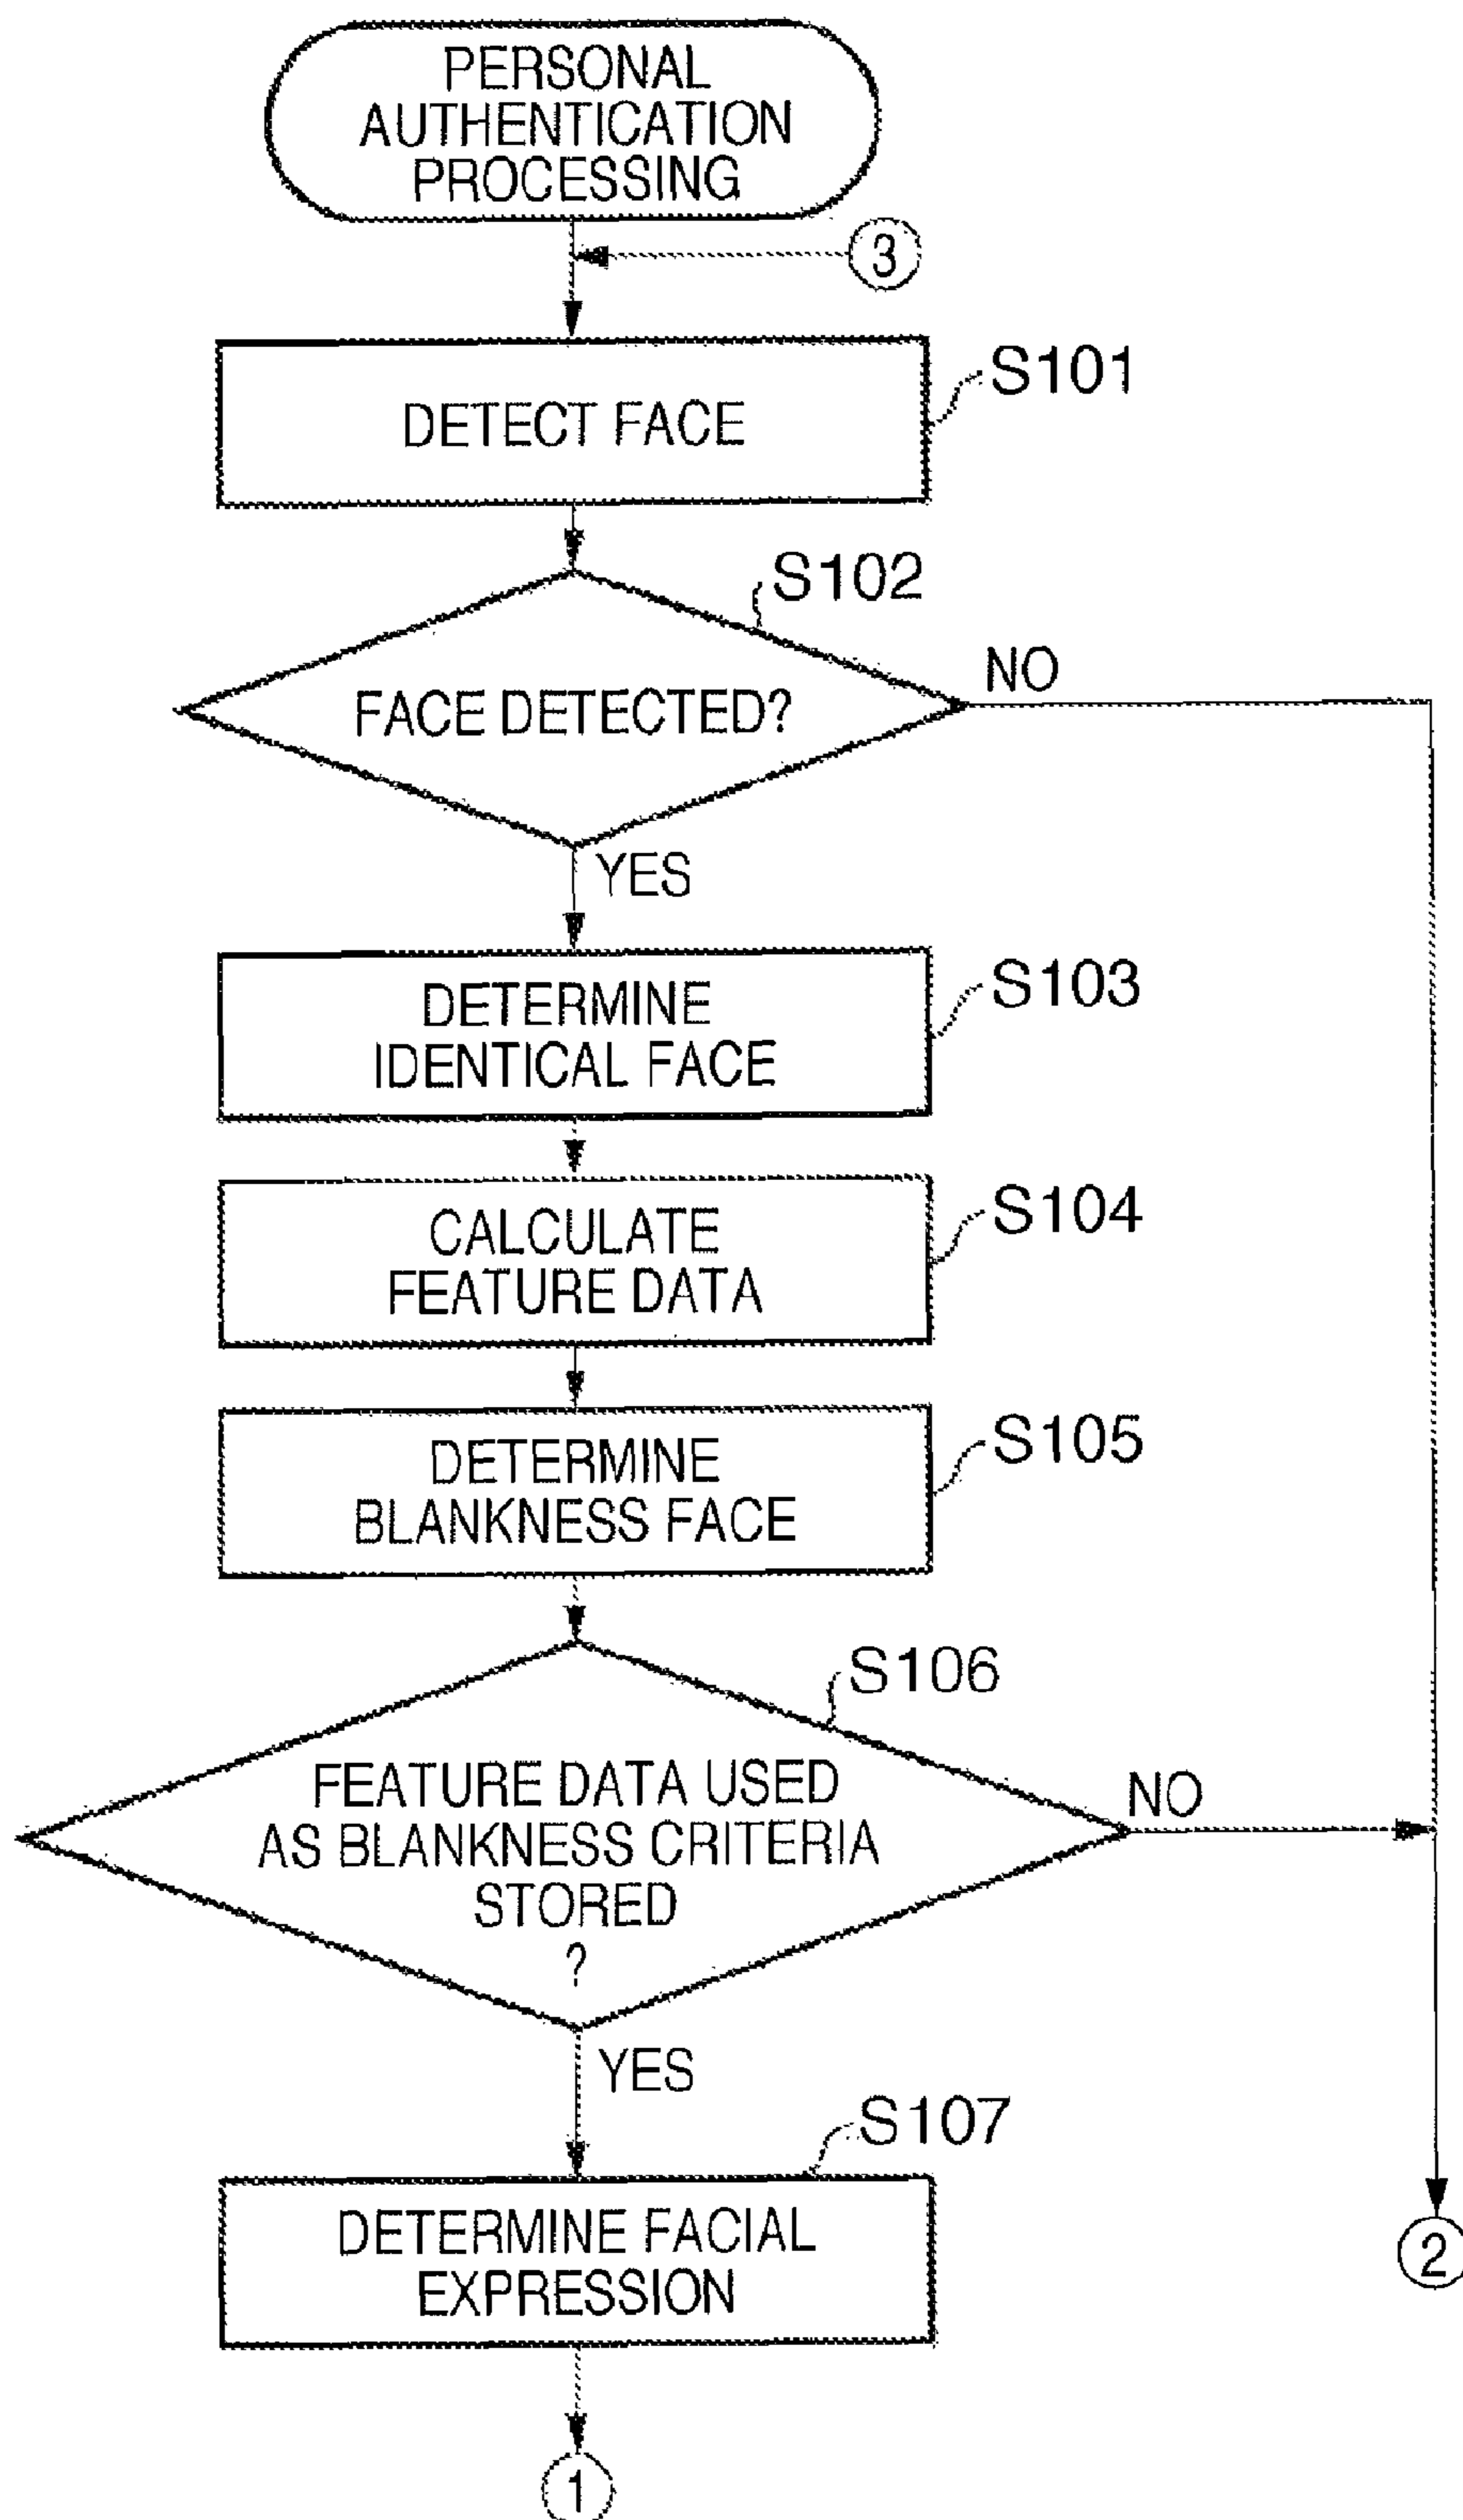 PERSONAL
AUTHENTICATION
PROCESSING
3
S101
DETECT FACE
S102
NO
FACE DETECTED?
YES
S103
DETERMINE
IDENTICAL FACE
S104
CALCULATE
FEATURE DATA
S105
DETERMINE
BLANKNESS FACE
S106
FEATURE DATA USED
NO
AS BLANKNESS CRITERIA
STORED
?
YES
S107
DETERMINE FACIAL
EXPRESSION
2
1